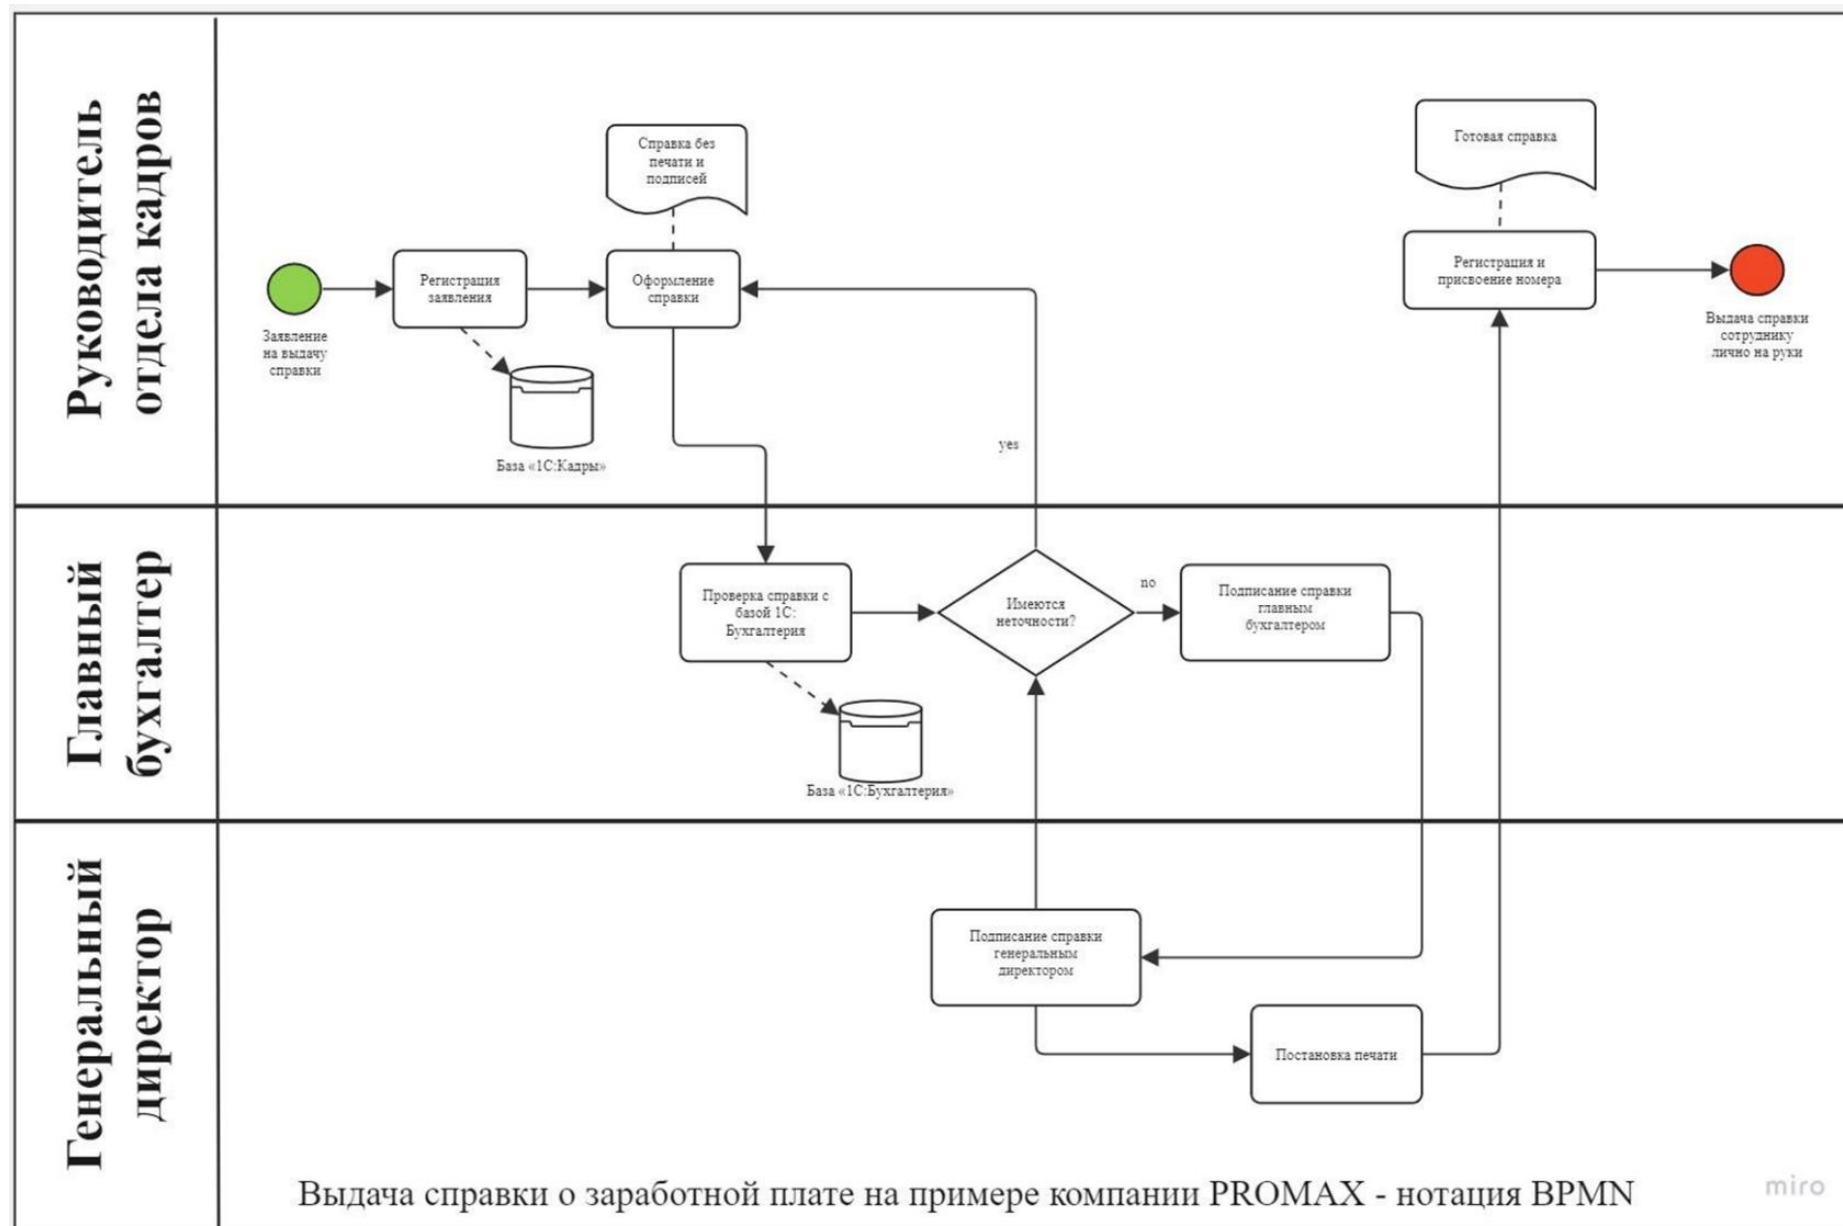 Руководитель
отдела кадров
Справка без
печати и
подписей
Готовая справка
Регистрация
заявления
Оформление
справки
Регистрация и
присвоение номера
Заявление
на выдачу
справки
Выдача справки
сотруднику
лично на руки
База «1С:Кадры»
yes
Главный
бухгалтер
Проверка справки с
базой 1С:
Бухгалтерия
Имеются
неточности?
no
Подписание справки
главным
бухгалтером
База «1С:Бухгалтерия»
Генеральный
директор
Подписание справки
генеральным
директором
Постановка печати
Выдача справки о заработной плате на примере компании PROMAX - нотация BPMN
miro